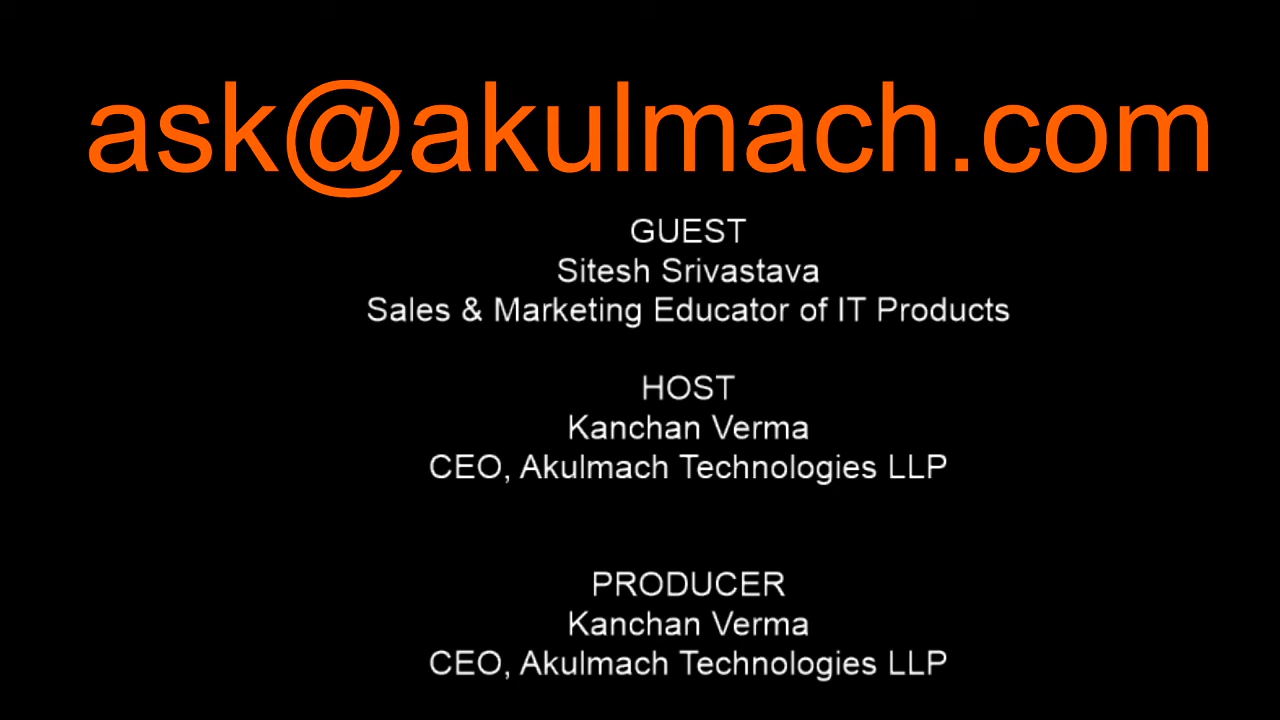 ask@akulmach.com
GUEST
Sitesh Srivastava
Sales & Marketing Educator of IT Products
HOST
Kanchan Verma
CEO, Akulmach Technologies LLP
PRODUCER
Kanchan Verma
CEO, Akulmach Technologies LLP